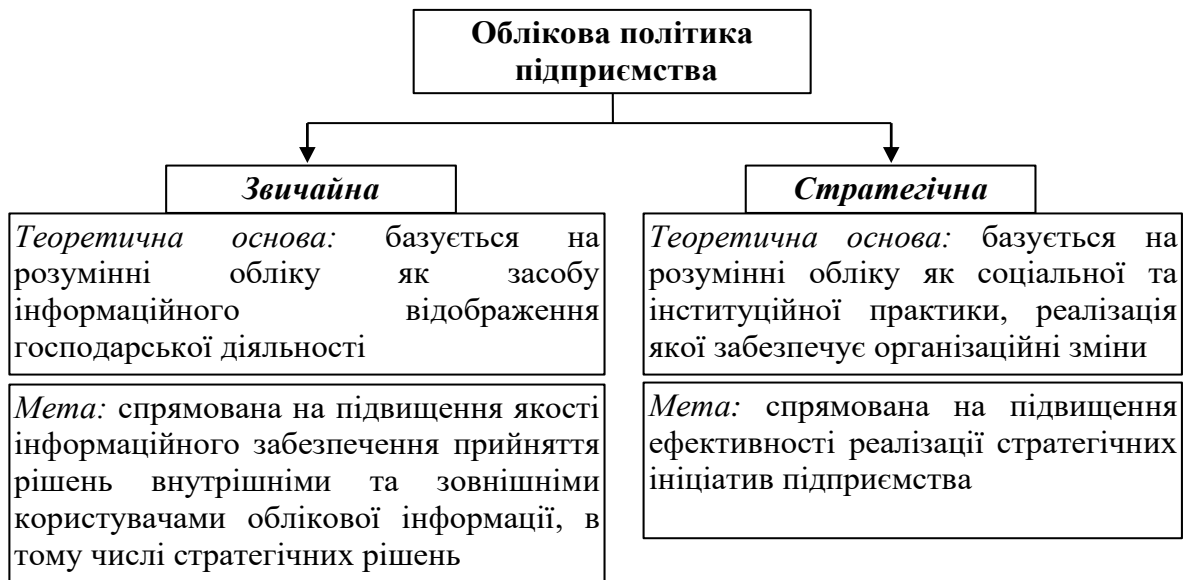 Облікова політика
підприємства
Звичайна
Теоретична основа: базується на
розумінні обліку як засобу
інформаційного відображення
господарської діяльності
Мета: спрямована на підвищення якості
інформаційного забезпечення прийняття
рішень внутрішніми та зовнішніми
користувачами облікової інформації, в
тому числі стратегічних рішень
Стратегічна
Теоретична основа: базується на
розумінні обліку як соціальної та
інституційної практики, реалізація
якої забезпечує організаційні зміни
Мета: спрямована на підвищення
ефективності реалізації стратегічних
ініціатив підприємства